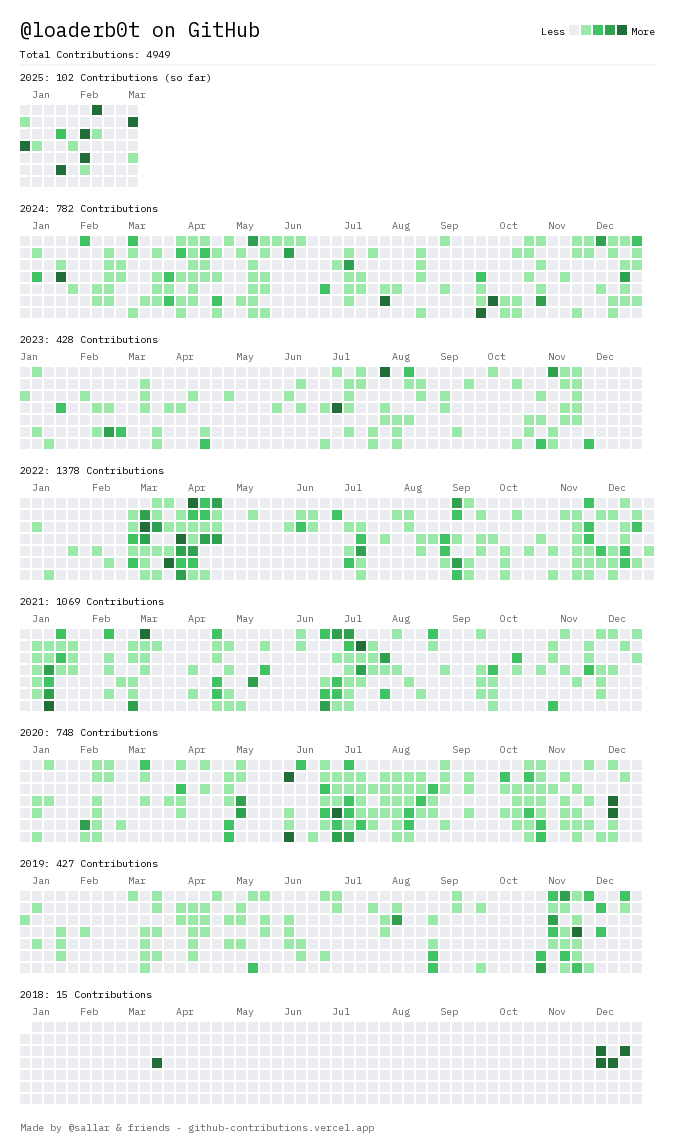 @loaderb0t on GitHub
Less More
Total Contributions: 4949
2025: 102 Contributions (so far)
Jan Feb Mar
2024: 782 Contributions
Jan Feb Mar Apr May Jun Jul Aug Sep Oct Nov Dec
2023: 428 Contributions
Jan Feb Mar Apr May Jun Jul Aug Sep Oct Nov Dec
2022: 1378 Contributions
Jan Feb Mar Apr May Jun Jul Aug Sep Oct Nov Dec
2021: 1069 Contributions
Jan Feb Mar Apr May Jun Jul Aug Sep Oct Nov Dec
2020: 748 Contributions
Jan Feb Mar Apr May Jun Jul Aug Sep Oct Nov Dec
2019: 427 Contributions
Jan Feb Mar Apr May Jun Jul Aug Sep Oct Nov Dec
2018: 15 Contributions
Jan Feb Mar Apr May Jun Jul Aug Sep Oct Nov Dec
Made by @sallar & friends - github-contributions.vercel.app